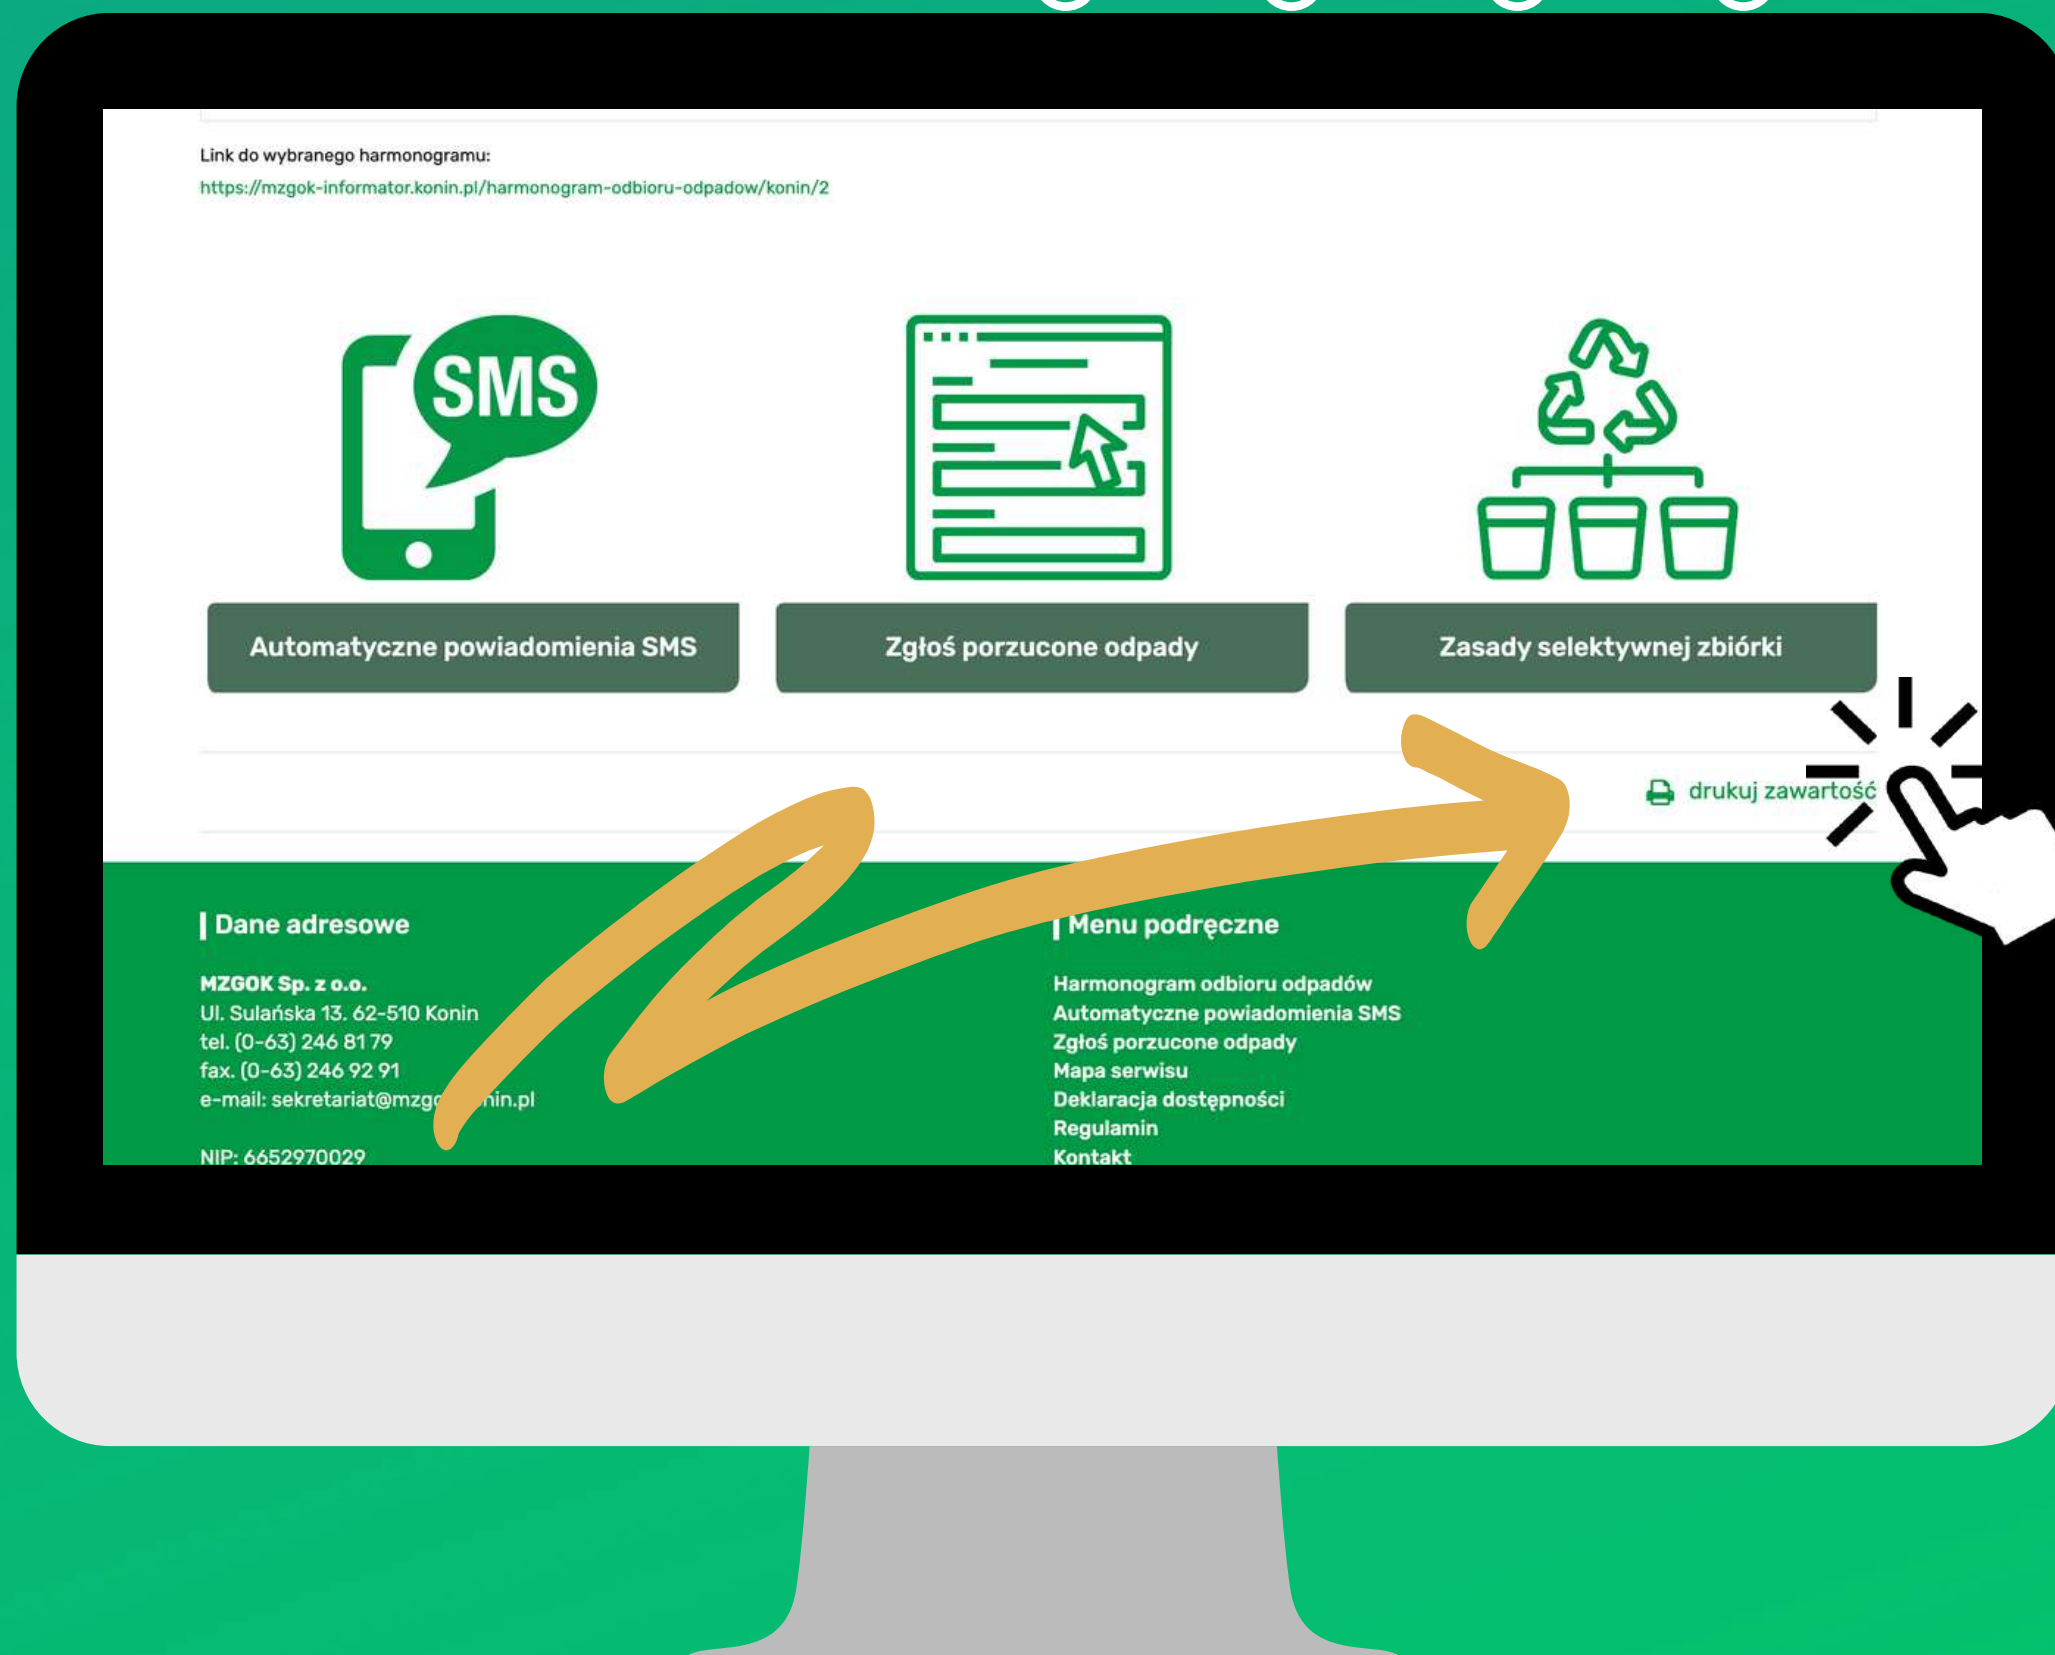 Link do wybranego harmonogramu:
https://mzgok-informator.konin.pl/harmonogram-odbioru-odpadow/konin/2
SMS
Automatyczne powiadomienia SMS
Zgłoś porzucone odpady
Zasady selektywnej zbiórki
drukuj zawartość
Dane adresowe
MZGOK Sp. z o.o.
Ul. Sulańska 13. 62-510 Konin
tel. (0-63) 246 81 79
fax. (0-63) 246 92 91
e-mail:
NIP: 6652970029
Menu podręczne
Harmonogram odbioru odpadów
Automatyczne powiadomienia SMS
Zgłoś porzucone odpady
Mapa serwisu
Deklaracja dostępności
Regulamin
Kontakt